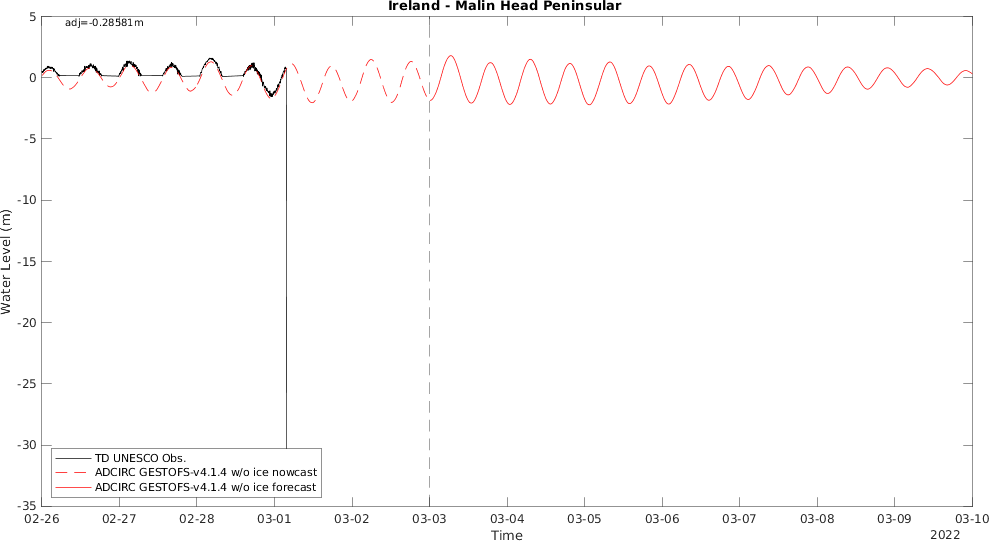 Ireland - Malin Head Peninsular
adj=-0.28581m
5
0
-5
-10
-15
-20
-25
-30
-35
Water Level (m)
TD UNESCO Obs.
ADCIRC GESTOFS-v4.1.4 w/o ice nowcast
ADCIRC GESTOFS-v4.1.4 w/o ice forecast
02-26 02-27 02-28 03-01 03-02 03-03 03-04 03-05 03-06 03-07 03-08 03-09 03-10
Time
2022